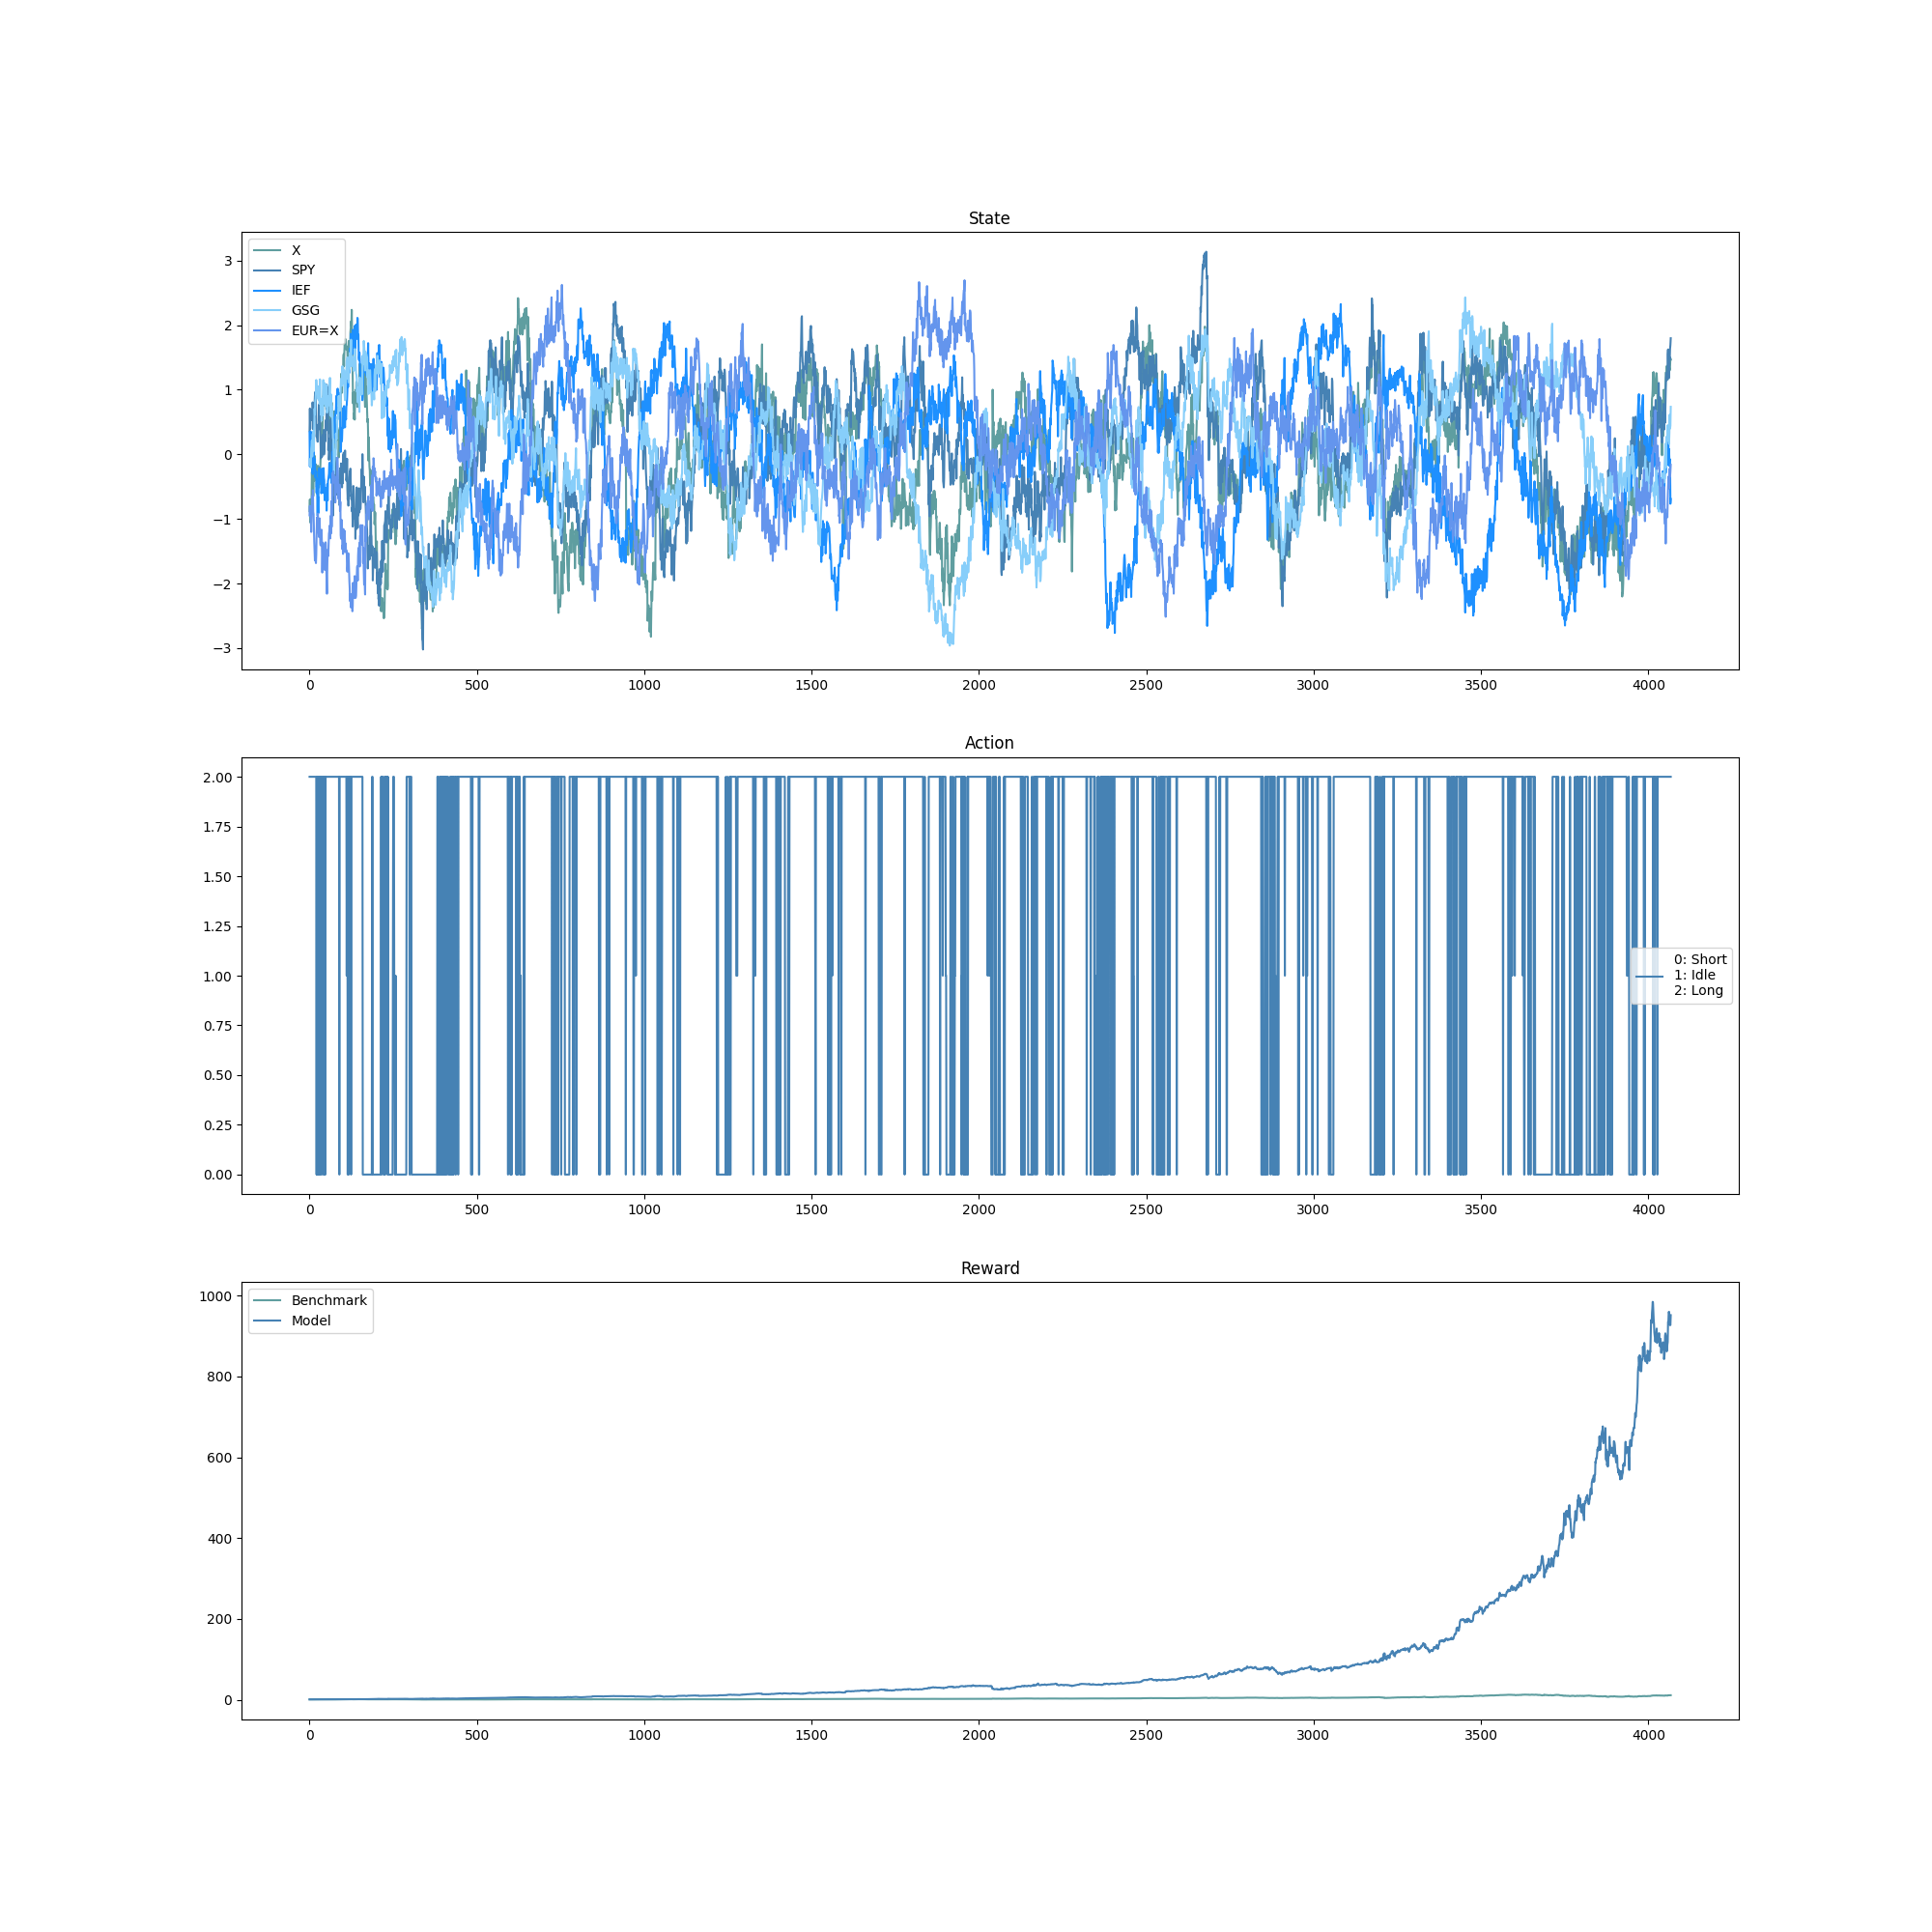 State
X
SPY
IEF
GSG
EUR=X
3
2
1
0
−1
−2
−3
0 500 1000 1500 2000 2500 3000 3500 4000
Action
2.00
1.75
1.50
1.25
1.00
0.75
0.50
0.25
0.00
0: Short
1: Idle
2: Long
0 500 1000 1500 2000 2500 3000 3500 4000
Reward
Benchmark
Model
1000
800
600
400
200
0
0 500 1000 1500 2000 2500 3000 3500 4000